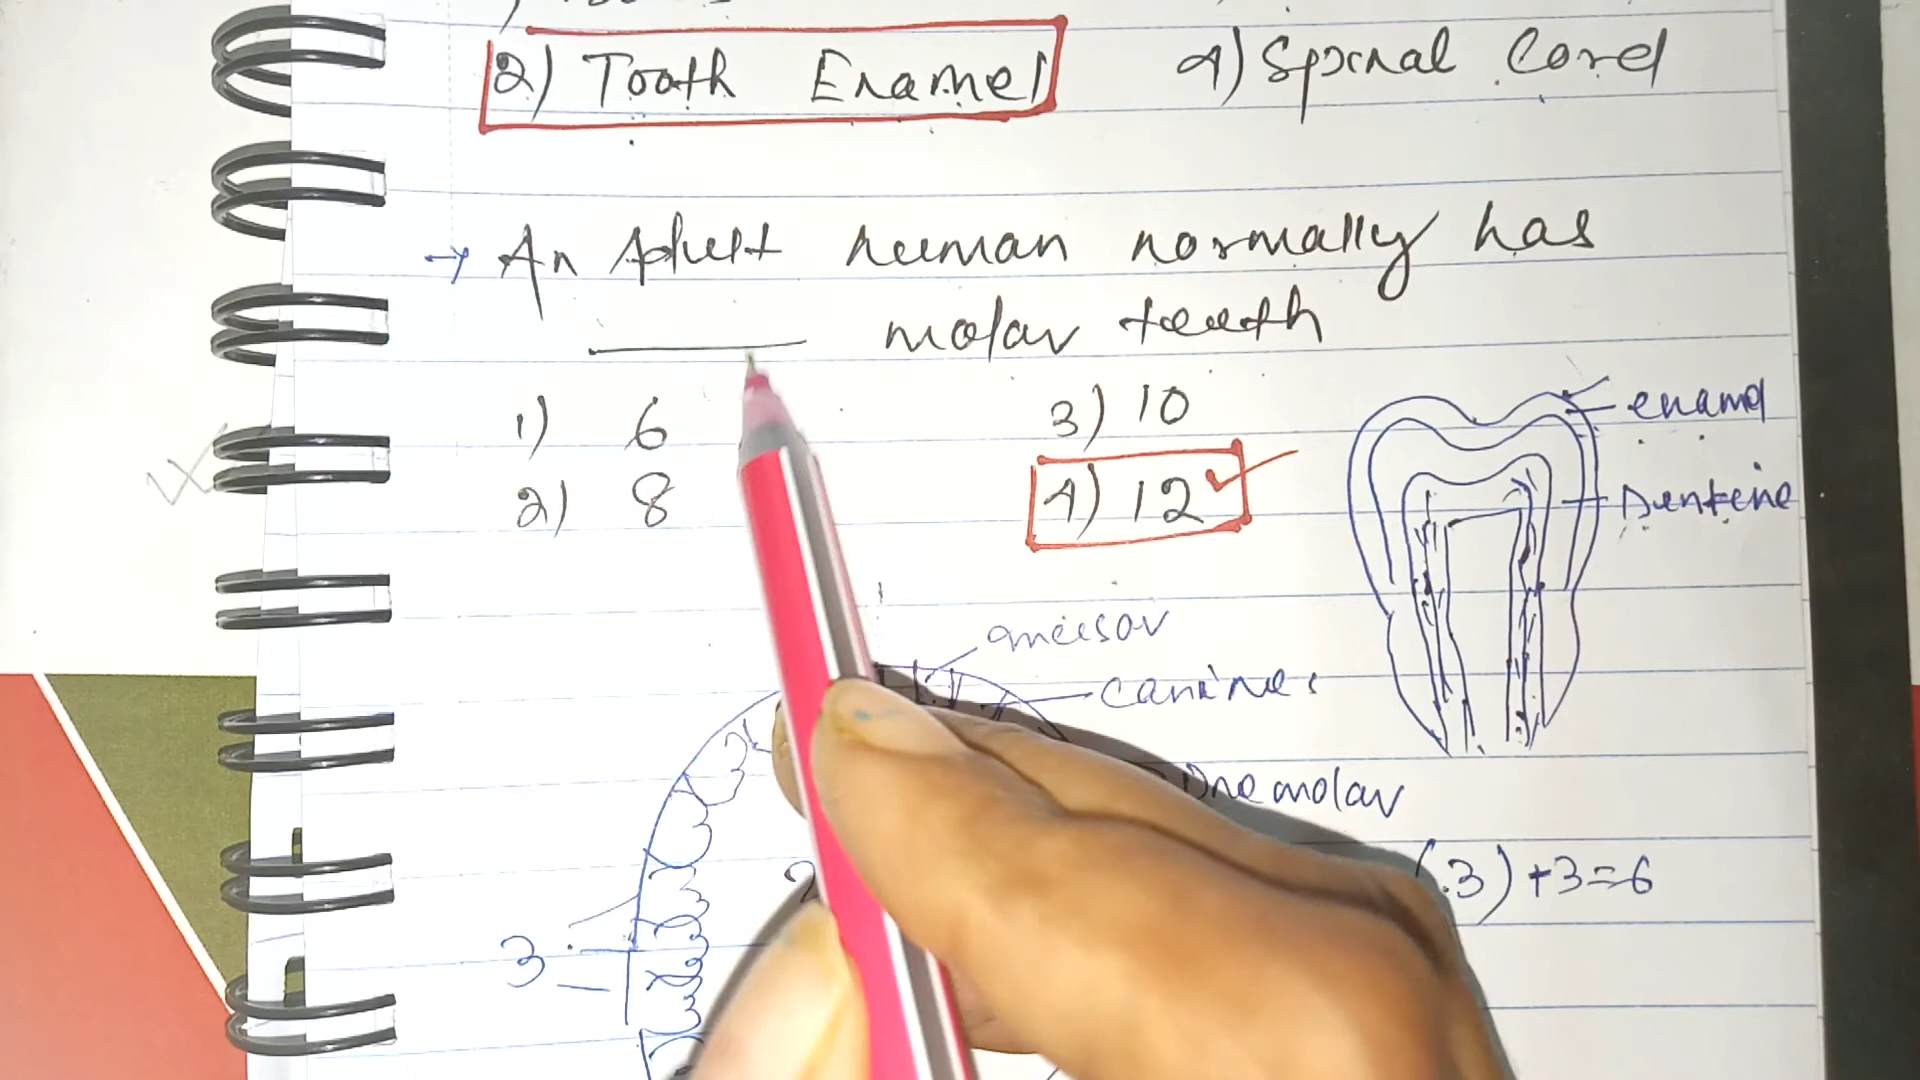 2) Tooth Enamel 4) Spinal Cord
→ An Adult human normally has
______ molar teeth
1) 6 3) 10
2) 8 4) 12 ✓
enamel
Dentine
incisor
canines
premolar
2
3) + 3 = 6
3